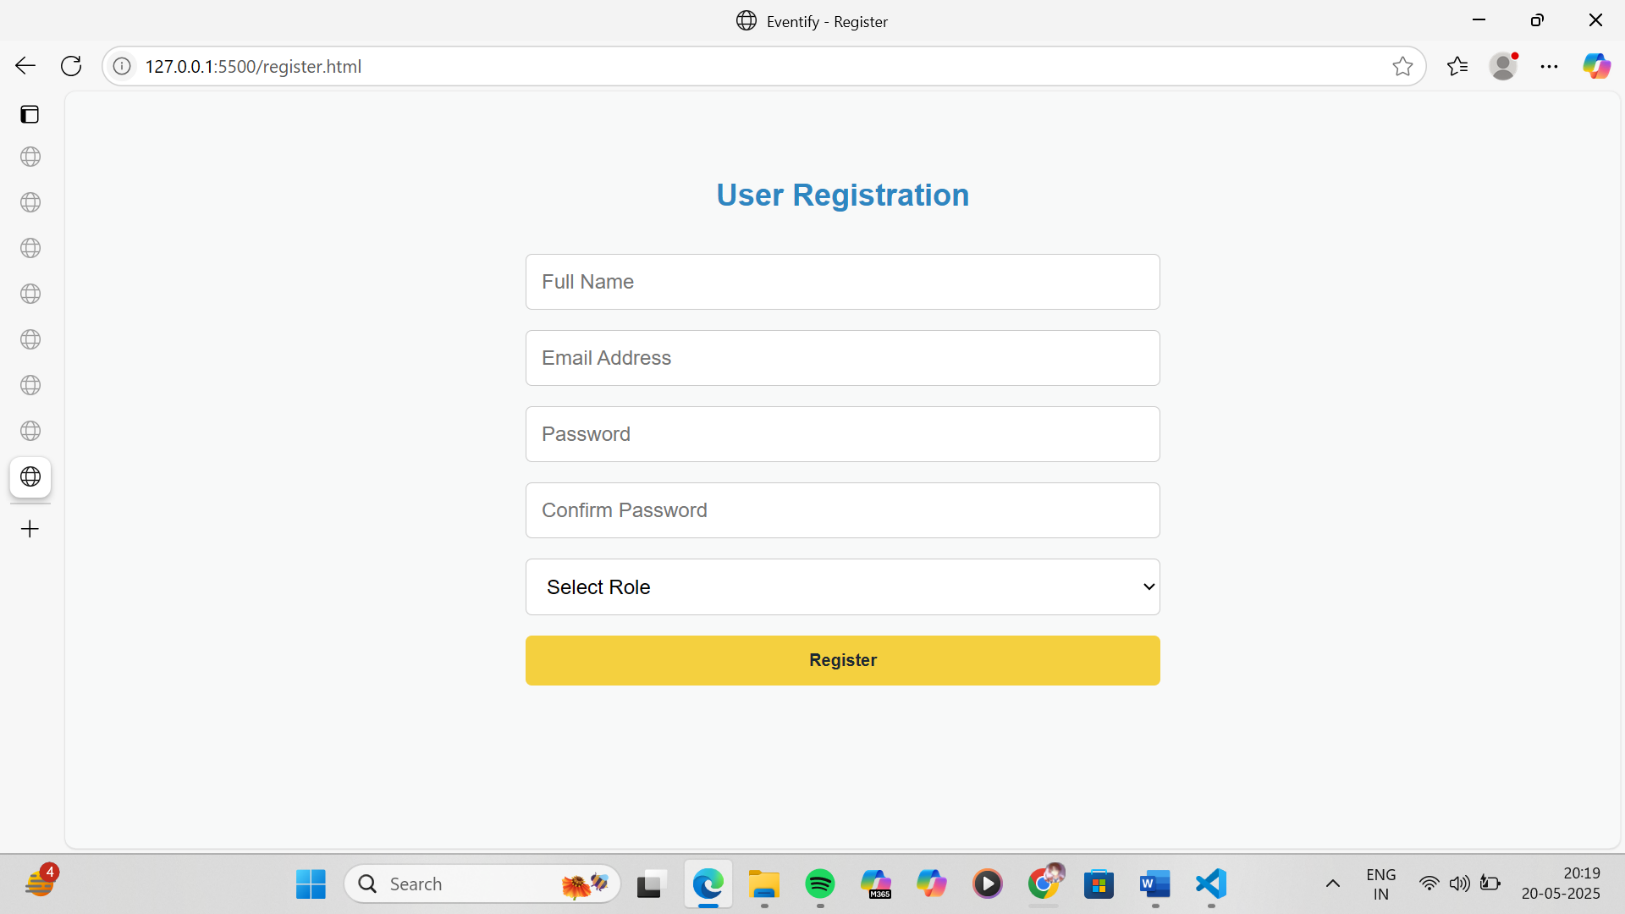 Eventify - Register
127.0.0.1:5500/register.html
User Registration
Full Name
Email Address
Password
Confirm Password
Select Role
Register
4
Search
M365
W
ENG
IN
20:19
20-05-2025